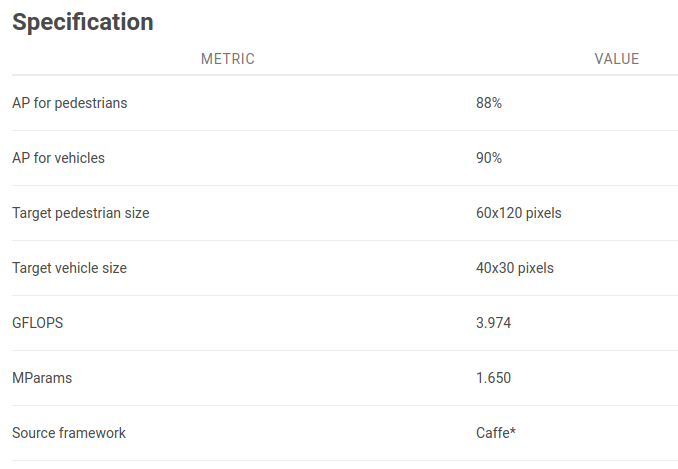 Specification
METRIC VALUE
AP for pedestrians 88%
AP for vehicles 90%
Target pedestrian size 60x120 pixels
Target vehicle size 40x30 pixels
GFLOPS 3.974
MParams 1.650
Source framework Caffe*